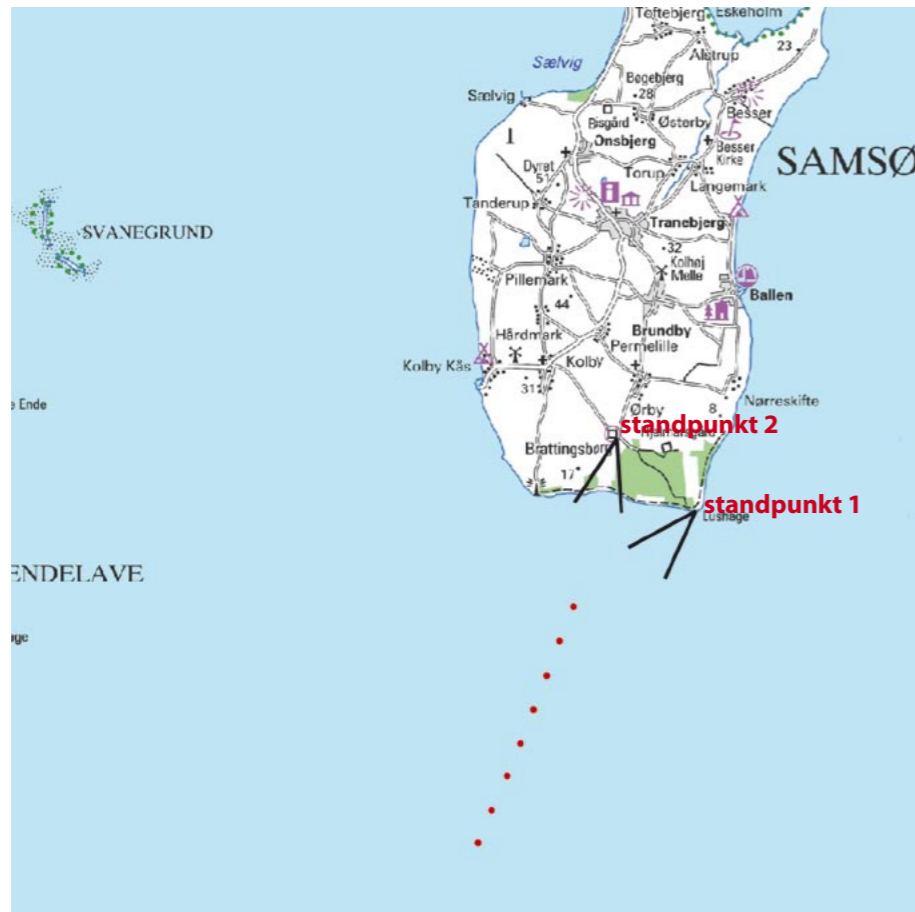 Toftebjerg
Eskeholm
Alstrup
23
Sælvig
Bøgebjerg
28
Sælvig
Besser
Bisgård
Østerby
Onsbjerg
Besser
Kirke
Dyret
51
Torup
SAMSØ
Langemark
Tanderup
Tranebjerg
SVANEGRUND
32
Kolhøj
Mølle
Pillemark
Ballen
44
Brundby
Hårdmark
Permelille
Kolby Kås
Kolby
31
e Ende
Nørreskifte
Ørby
8
standpunkt 2
Hjalmarsgård
Brattingsborg
17
standpunkt 1
Lushage
ENDELAVE
øge